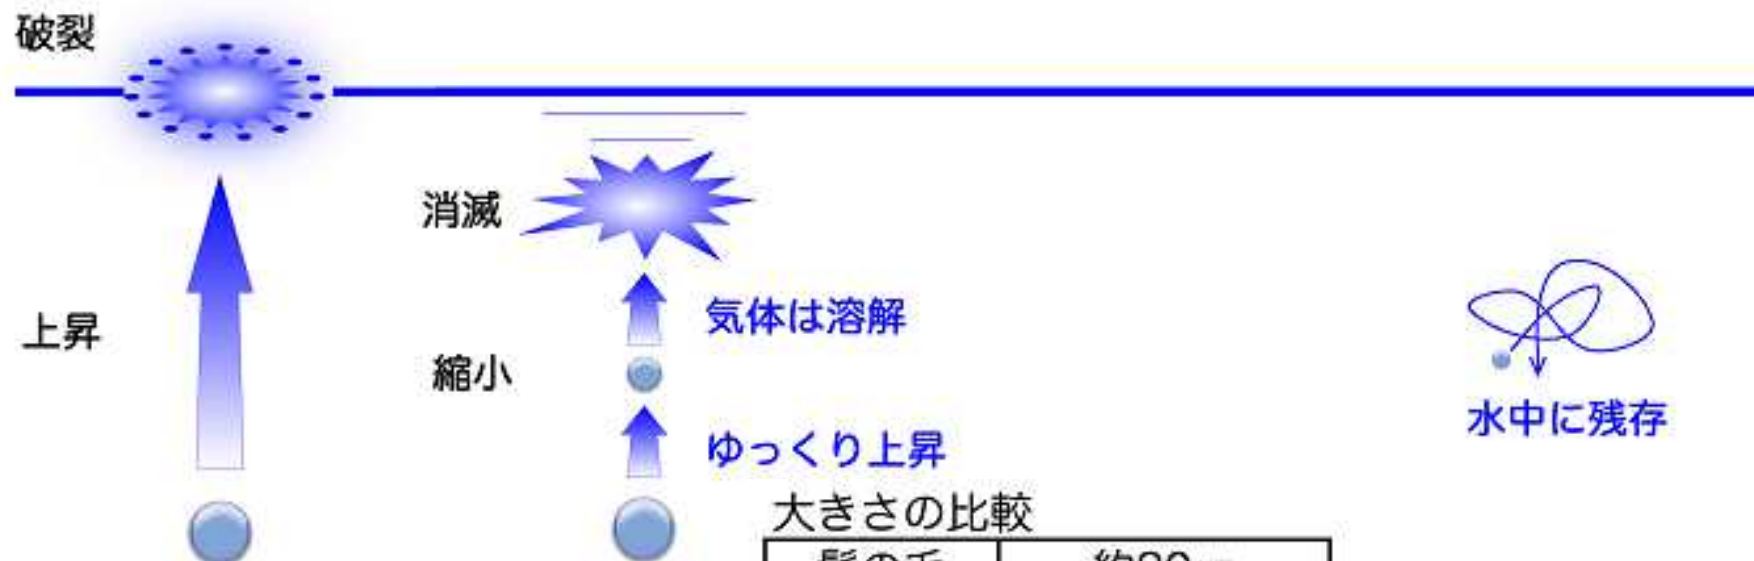 破裂
消滅
上昇
気体は溶解
縮小
水中に残存
ゆっくり上昇
大きさの比較